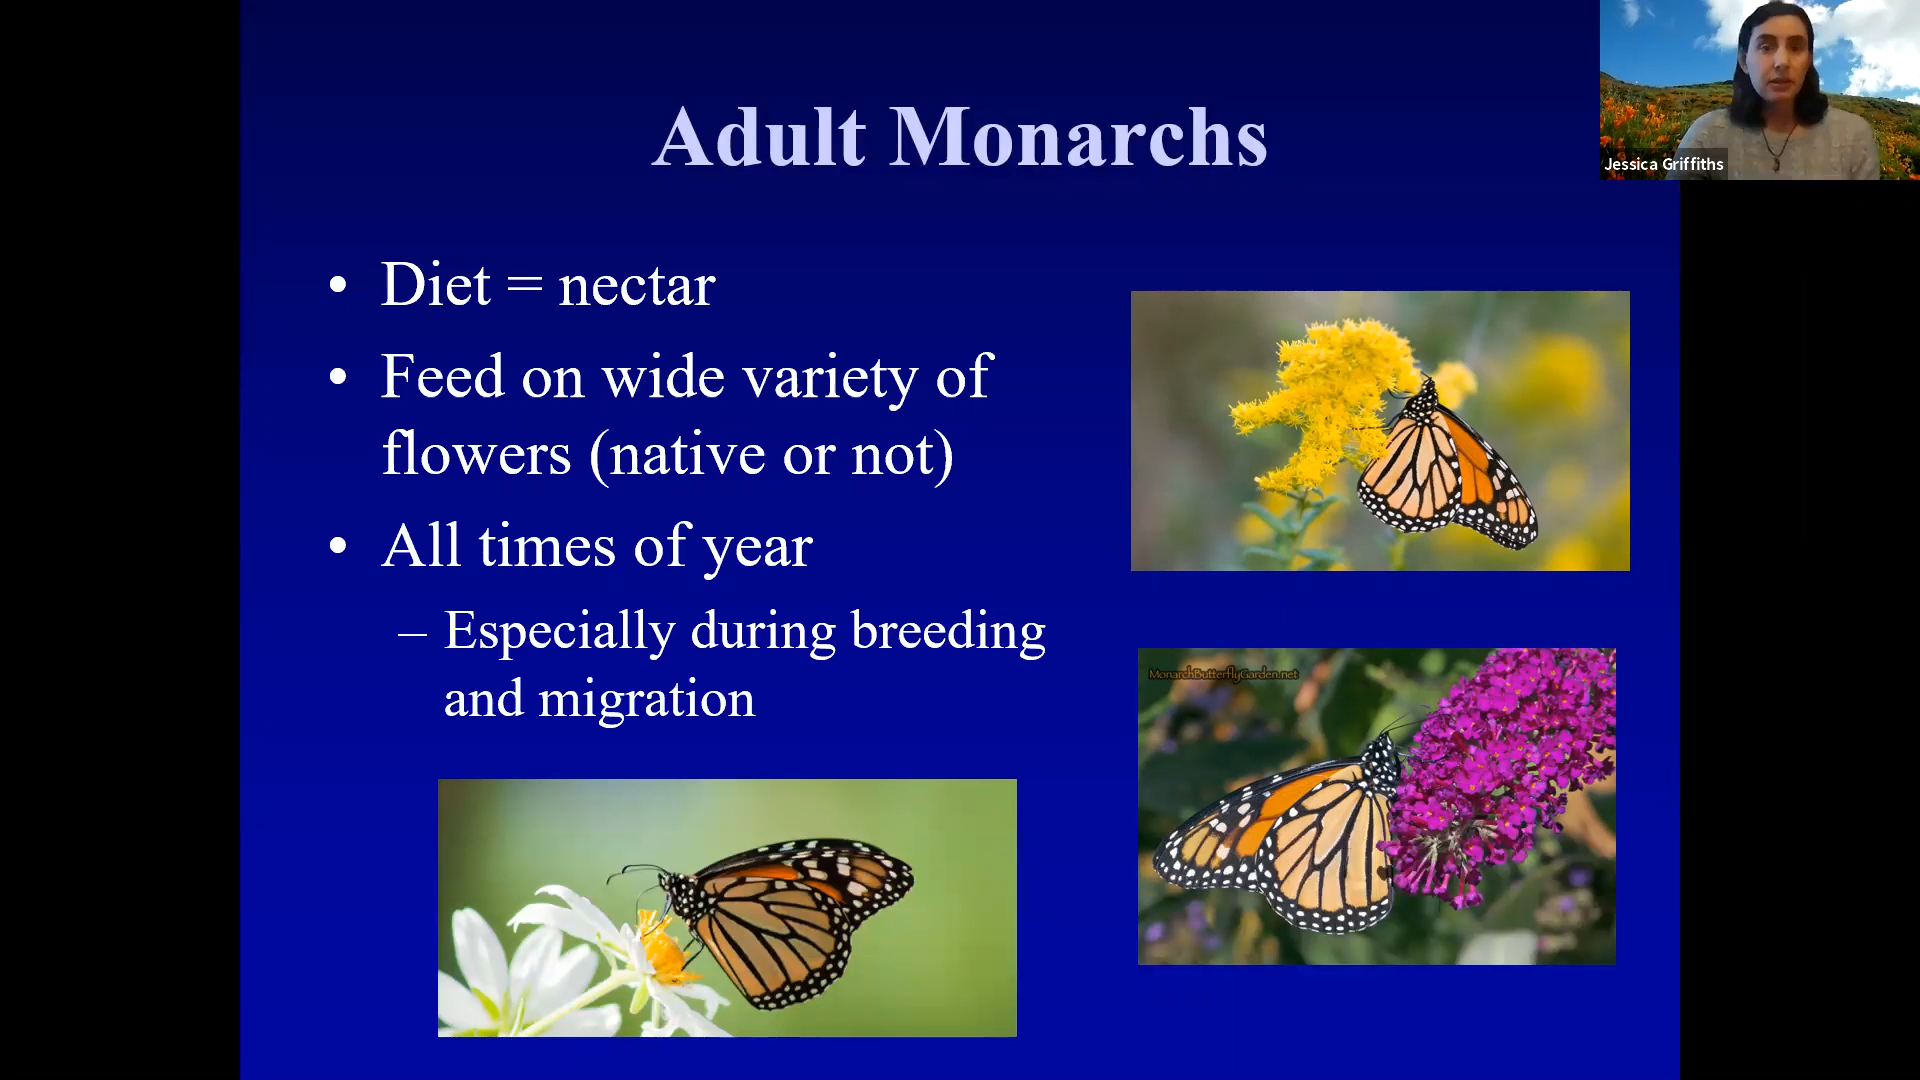 Adult Monarchs
Jessica Griffiths
• Diet = nectar
• Feed on wide variety of
flowers (native or not)
• All times of year
– Especially during breeding
and migration
MonarchButterflyGarden.net